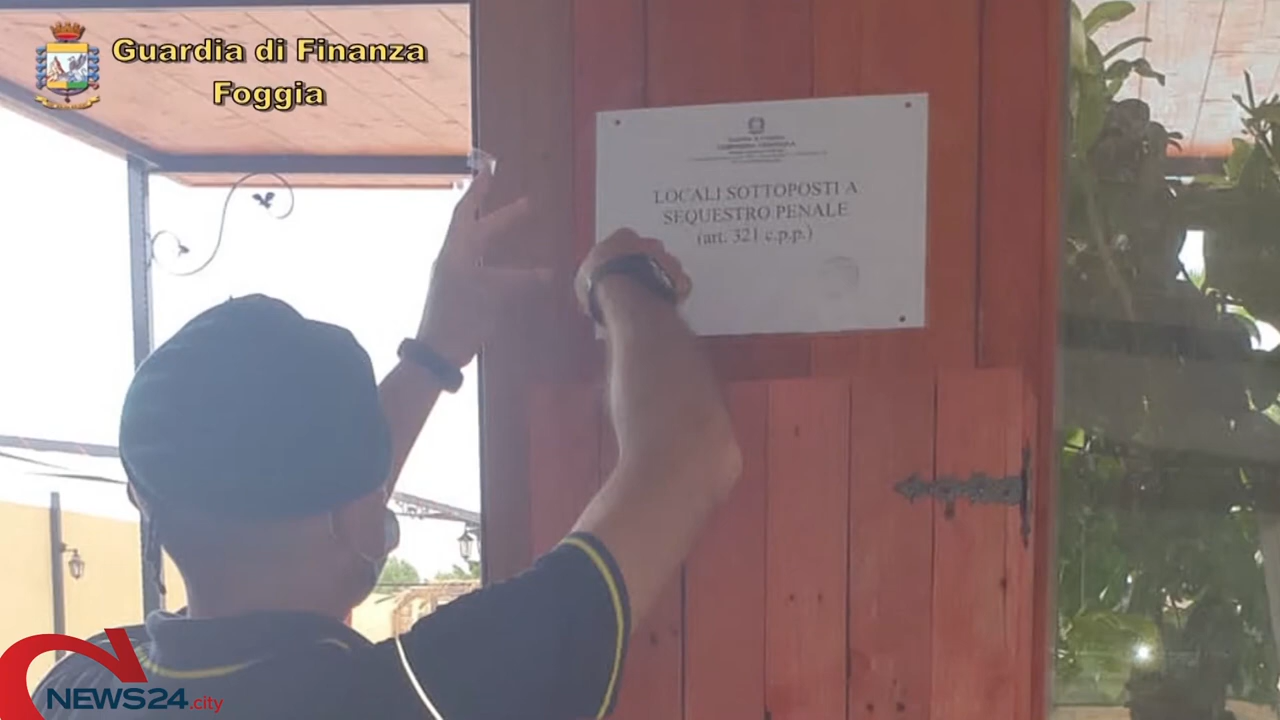 Guardia di Finanza
Foggia
LOCALI SOTTOPOSTI A
SEQUESTRO PENALE
(art. 321 c.p.p.)
NEWS24.city